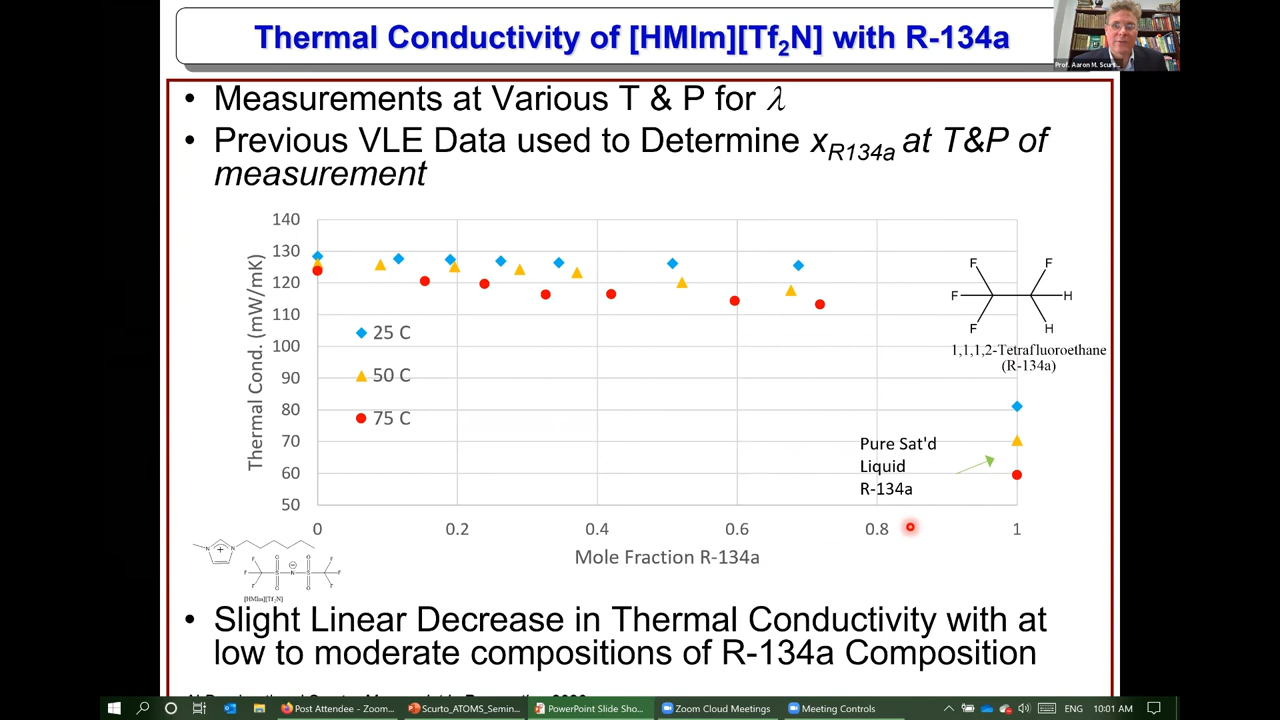 Thermal Conductivity of [HMIm][Tf2N] with R-134a
Prof. Aaron M. Scurt...
• Measurements at Various T & P for λ
• Previous VLE Data used to Determine xR134a at T&P of
measurement
Thermal Cond. (mW/mK)
140
130
120
110
100
90
80
70
60
50
25 C
50 C
75 C
F
F
F
F
H
H
1,1,1,2-Tetrafluoroethane
(R-134a)
Pure Sat'd
Liquid
R-134a
0
0.2
0.4
0.6
0.8
1
Mole Fraction R-134a
[HMIm][Tf2N]
• Slight Linear Decrease in Thermal Conductivity with at
low to moderate compositions of R-134a Composition
Post Attendee - Zoom...
Scurto_ATOMS_Semin...
PowerPoint Slide Sho...
Zoom Cloud Meetings
Meeting Controls
ENG
10:01 AM